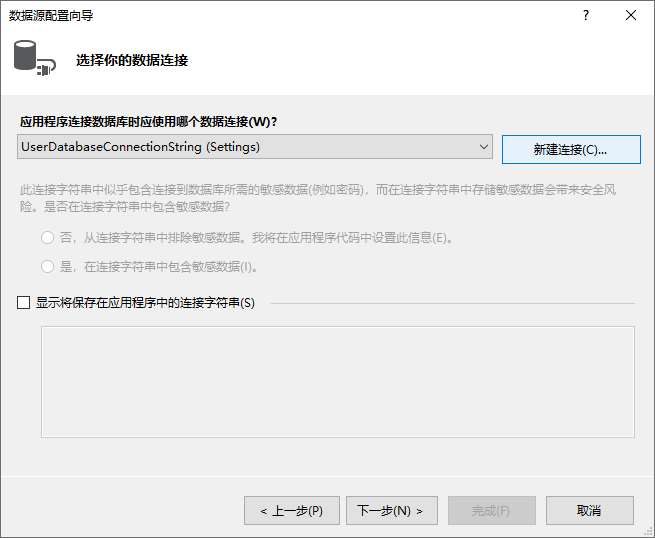 数据源配置向导
选择你的数据连接
应用程序连接数据库时应使用哪个数据连接(W)?
UserDatabaseConnectionString (Settings)
新建连接(C)...
此连接字符串中似乎包含连接到数据库所需的敏感数据(例如密码)，而在连接字符串中存储敏感数据会带来安全风
险。是否在连接字符串中包含敏感数据?
否，从连接字符串中排除敏感数据。我将在应用程序代码中设置此信息(E)。
是，在连接字符串中包含敏感数据(I)。
显示将保存在应用程序中的连接字符串(S)
< 上一步(P)
下一步(N) >
完成(F)
取消